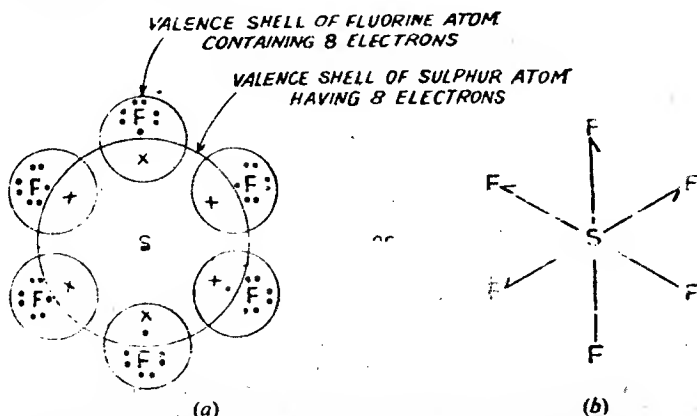 VALENCE SHELL OF FLUORINE ATOM
CONTAINING 8 ELECTRONS
VALENCE SHELL OF SULPHUR ATOM
HAVING 8 ELECTRONS
F
F
F
S
F
F
F
or
F
F
F
S
F
F
F
(a)
(b)